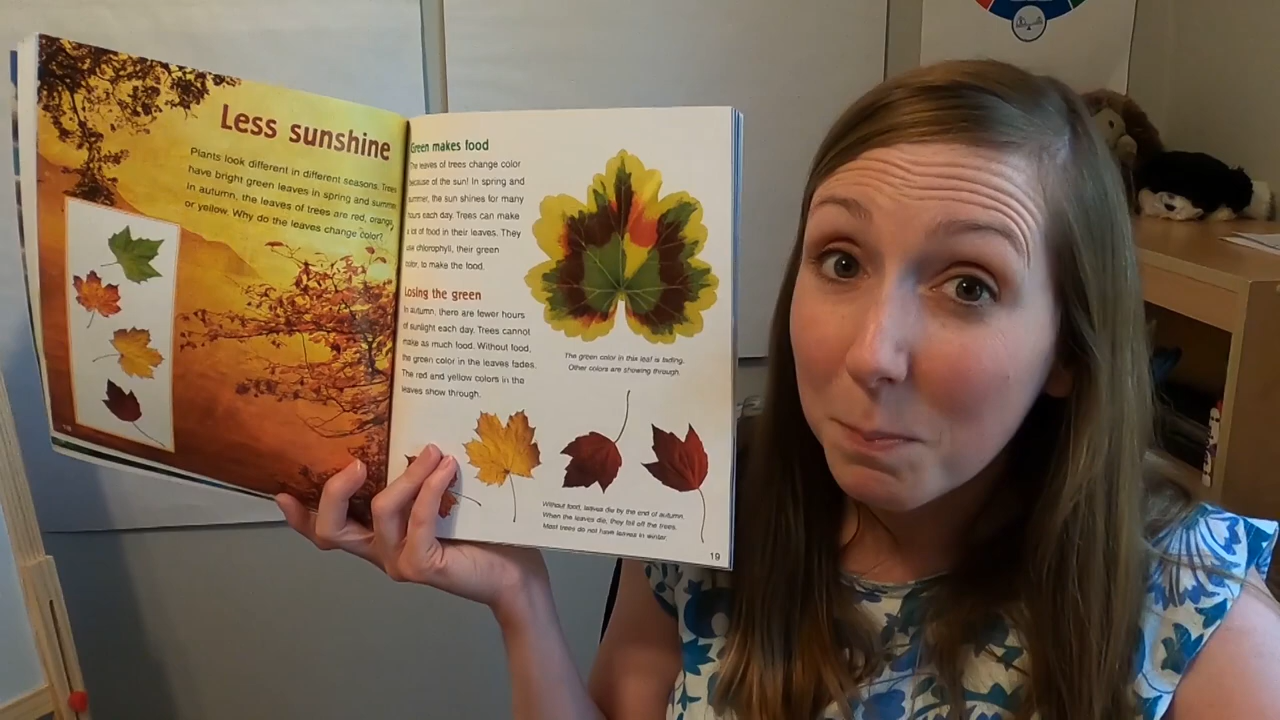 Less sunshine
Plants look different in different seasons. Trees
have bright green leaves in spring and summer.
In autumn, the leaves of trees are red, orange,
or yellow. Why do the leaves change color?
18
Green makes food
The leaves of trees change color
because of the sun! In spring and
summer, the sun shines for many
hours each day. Trees can make
a lot of food in their leaves. They
use chlorophyll, their green
color, to make the food.
Losing the green
In autumn, there are fewer hours
of sunlight each day. Trees cannot
make as much food. Without food,
the green color in the leaves fades.
The red and yellow colors in the
leaves show through.
The green color in this leaf is fading.
Other colors are showing through.
Without food, leaves die by the end of autumn.
When the leaves die, they fall off the trees.
Most trees do not have leaves in winter.
19